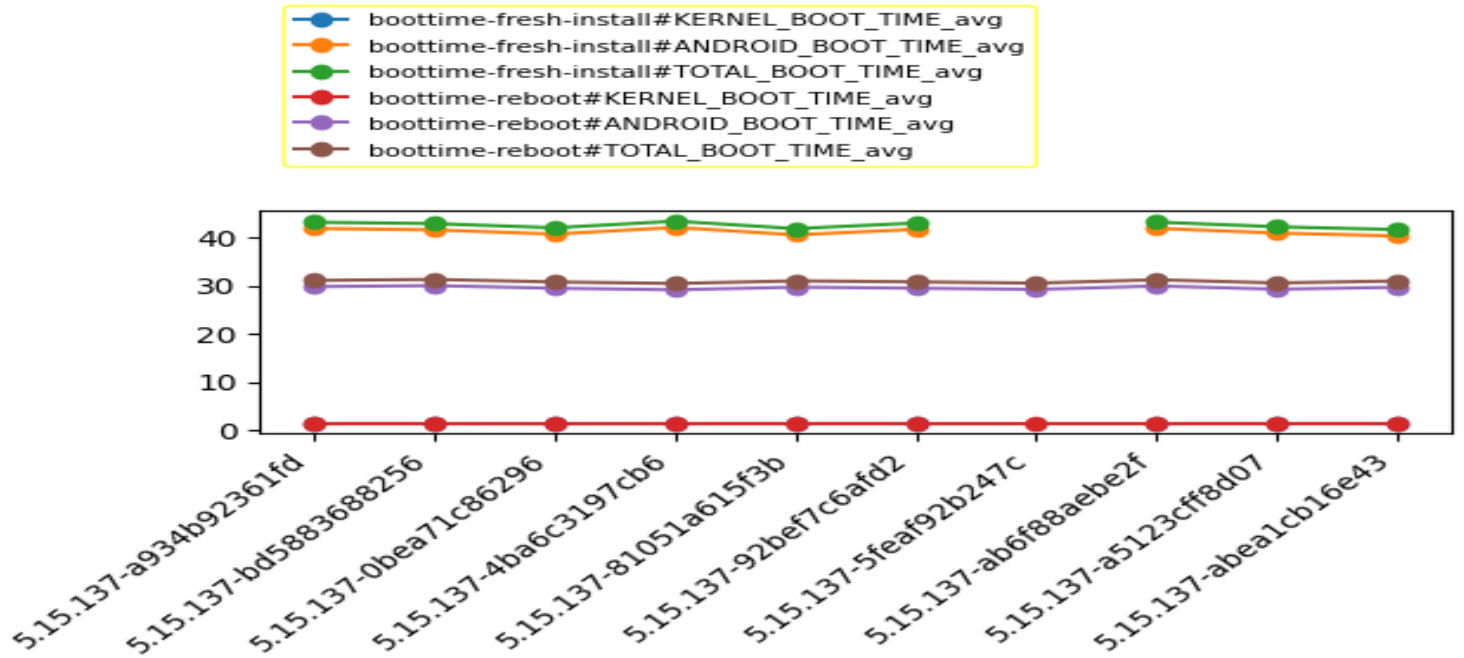 boottime-fresh-install#KERNEL_BOOT_TIME_avg
boottime-fresh-install#ANDROID_BOOT_TIME_avg
boottime-fresh-install#TOTAL_BOOT_TIME_avg
boottime-reboot#KERNEL_BOOT_TIME_avg
boottime-reboot#ANDROID_BOOT_TIME_avg
boottime-reboot#TOTAL_BOOT_TIME_avg
40
30
20
10
0
5.15.137-a934b92361fd
5.15.137-bd5883688256
5.15.137-0bea71c86296
5.15.137-4ba6c3197cb6
5.15.137-81051a615f3b
5.15.137-92bef7c6afd2
5.15.137-5feaf92b247c
5.15.137-ab6f88aebe2f
5.15.137-a5123cff8d07
5.15.137-abea1cb16e43